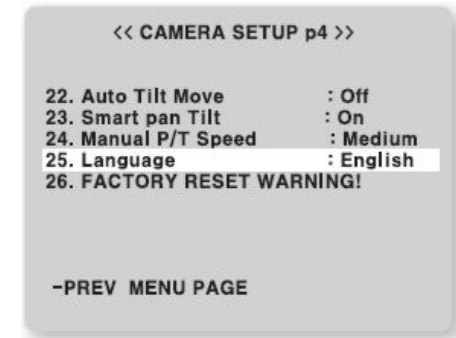 << CAMERA SETUP p4 >>
22. Auto Tilt Move : Off
23. Smart pan Tilt : On
24. Manual P/T Speed : Medium
25. Language : English
26. FACTORY RESET WARNING!
-PREV MENU PAGE